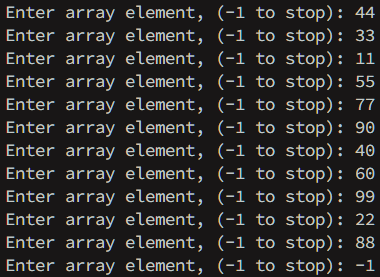 Enter array element, (-1 to stop): 44
Enter array element, (-1 to stop): 33
Enter array element, (-1 to stop): 11
Enter array element, (-1 to stop): 55
Enter array element, (-1 to stop): 77
Enter array element, (-1 to stop): 90
Enter array element, (-1 to stop): 40
Enter array element, (-1 to stop): 60
Enter array element, (-1 to stop): 99
Enter array element, (-1 to stop): 22
Enter array element, (-1 to stop): 88
Enter array element, (-1 to stop): -1